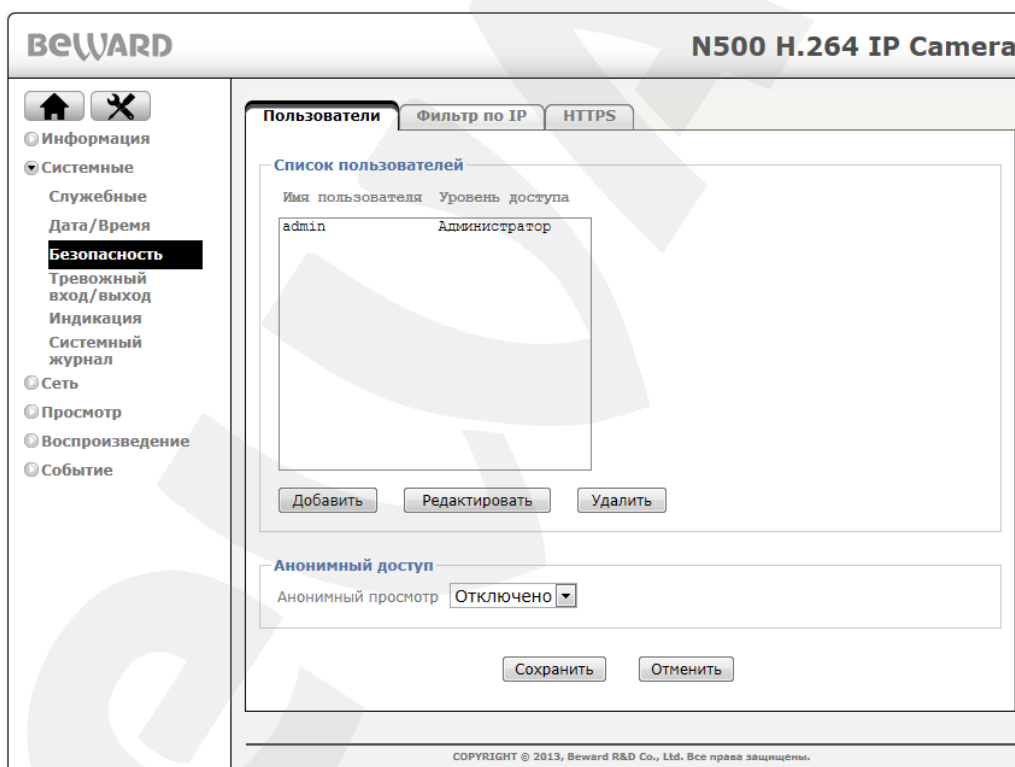 BEWARD
N500 H.264 IP Camera
Информация
Системные
Служебные
Дата/Время
Безопасность
Тревожный
вход/выход
Индикация
Системный
журнал
Сеть
Просмотр
Воспроизведение
Событие
Пользователи Фильтр по IP HTTPS
Список пользователей
Имя пользователя Уровень доступа
admin Администратор
Добавить Редактировать Удалить
Анонимный доступ
Анонимный просмотр Отключено
Сохранить Отменить
COPYRIGHT © 2013, Beward R&D Co., Ltd. Все права защищены.